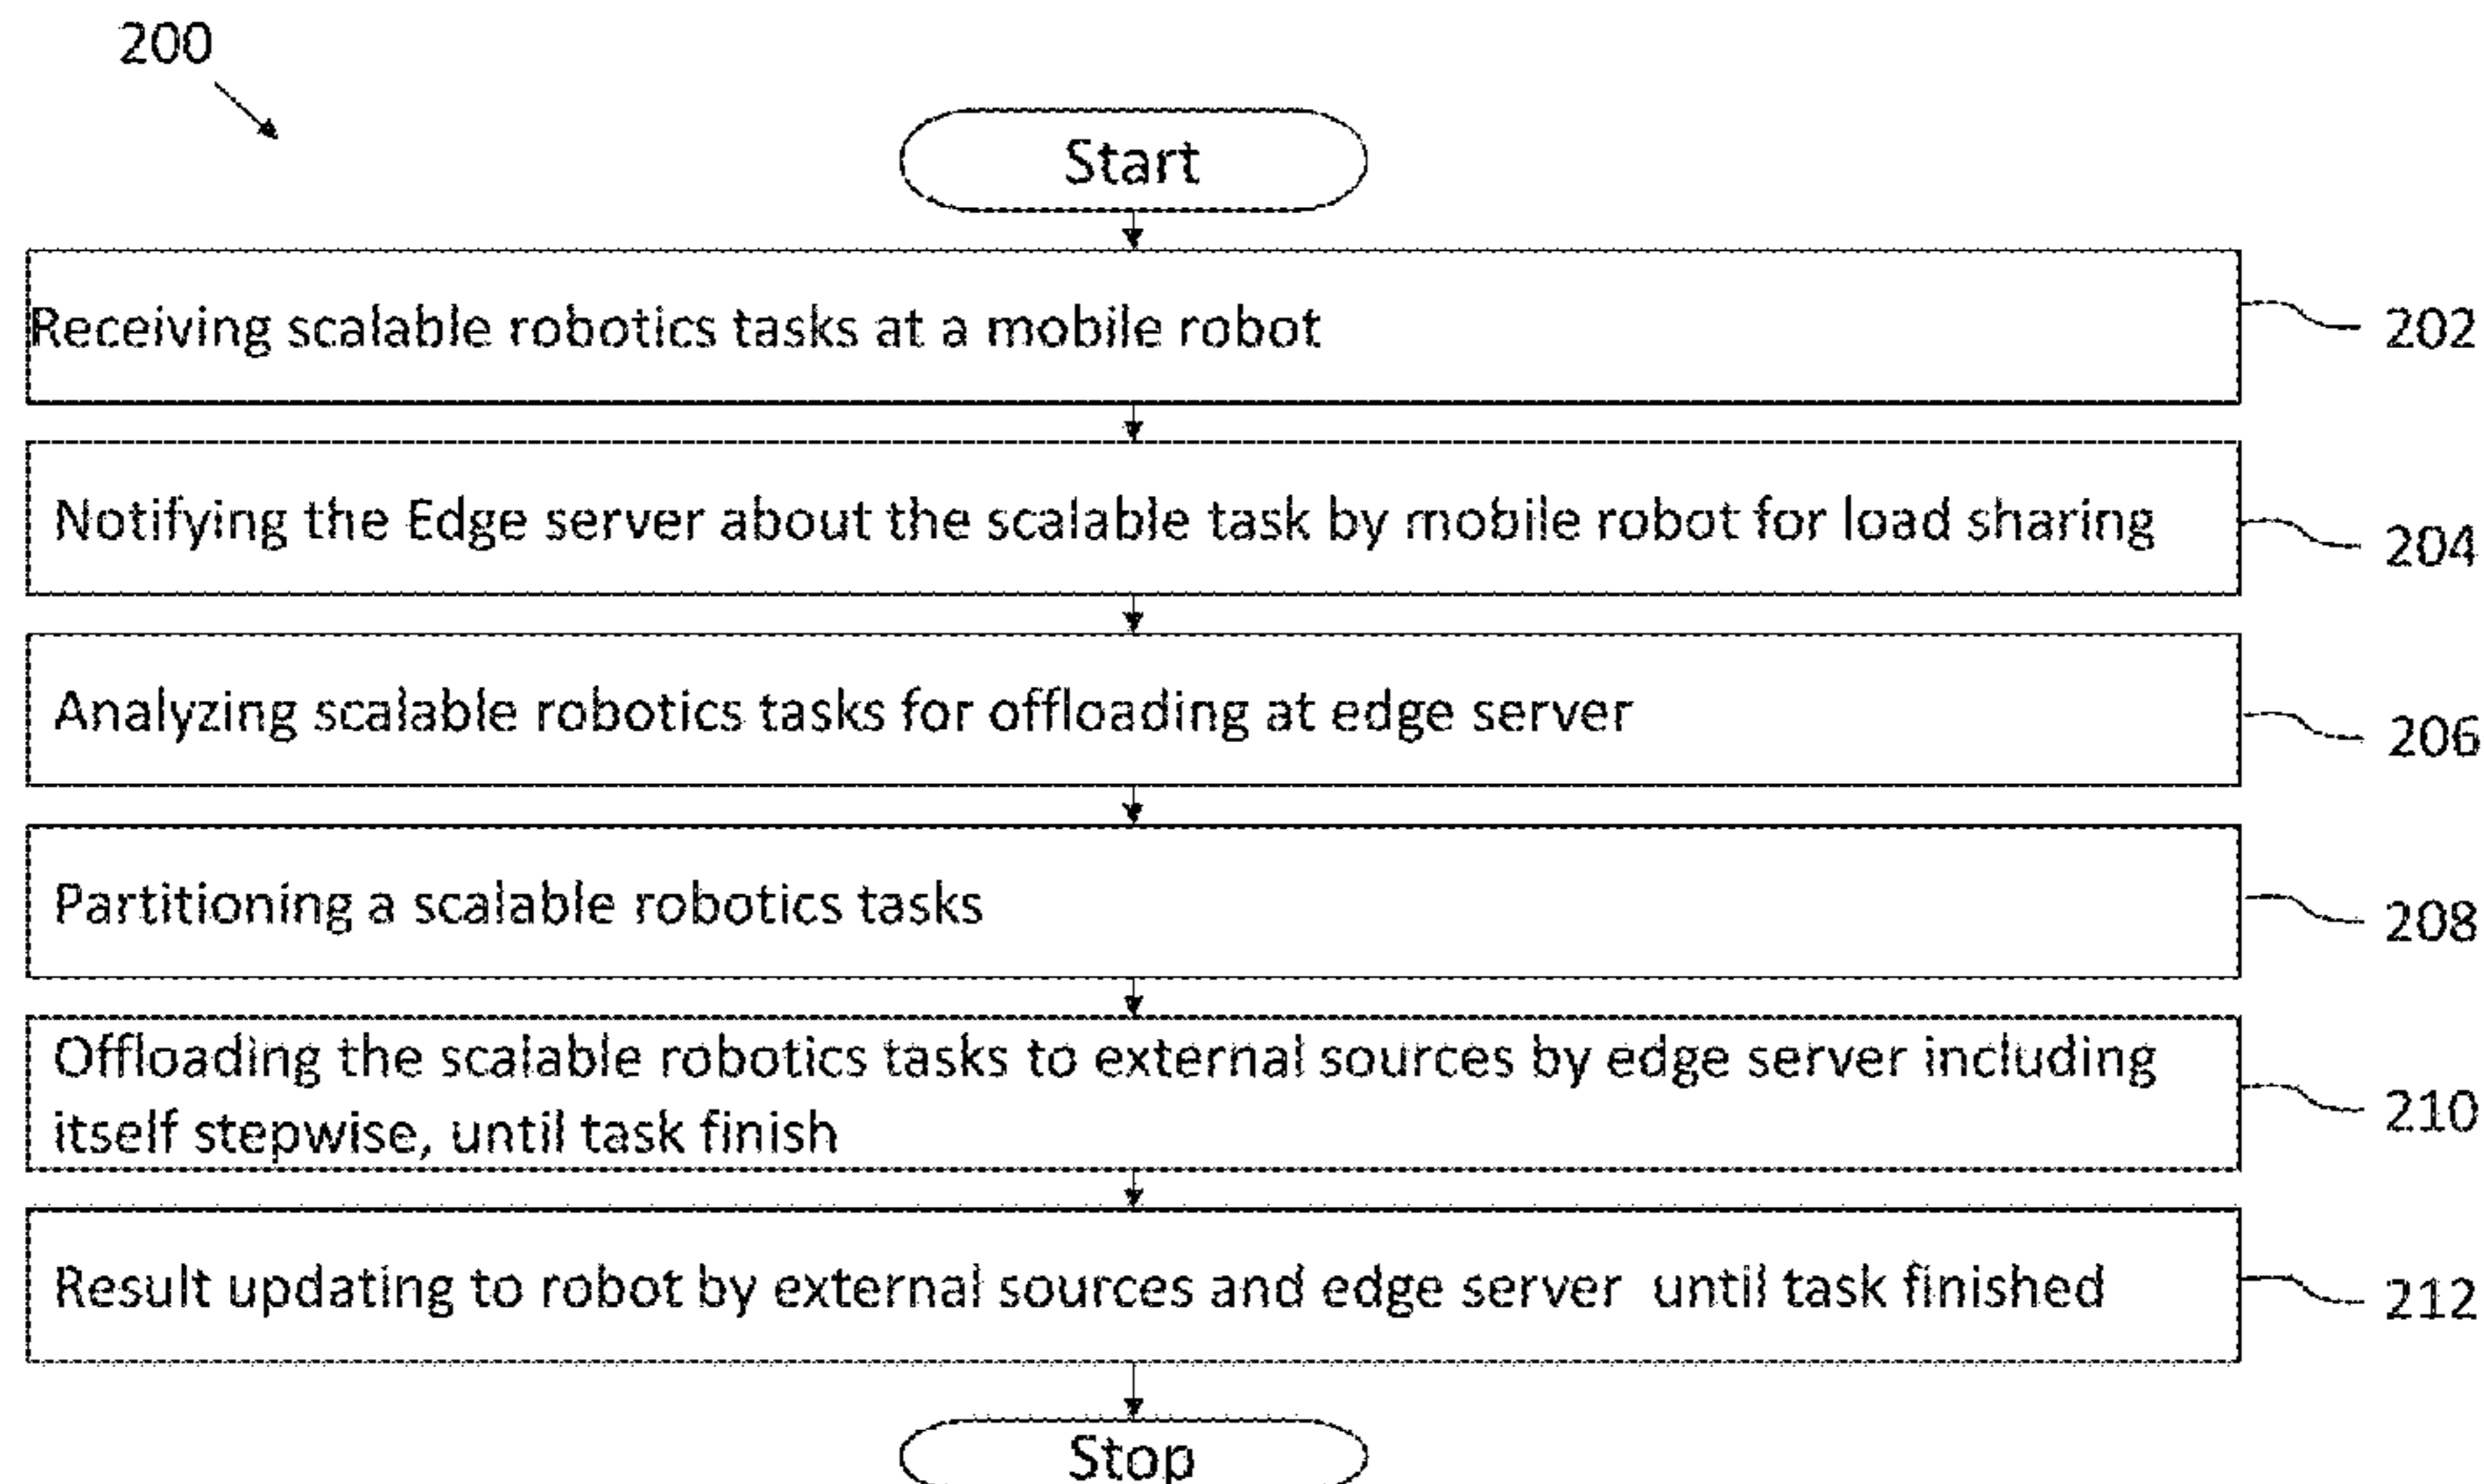 200
Start
Receiving scalable robotics tasks at a mobile robot
202
Notifying the Edge server about the scalable task by mobile robot for load sharing
204
Analyzing scalable robotics tasks for offloading at edge server
206
Partitioning a scalable robotics tasks
208
Offloading the scalable robotics tasks to external sources by edge server including
itself stepwise, until task finish
210
Result updating to robot by external sources and edge server until task finished
212
Stop